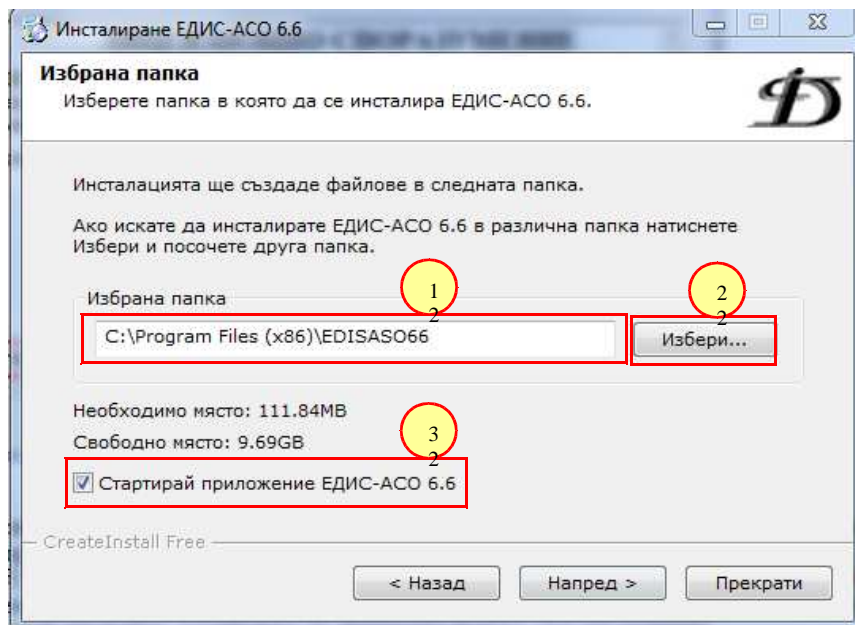 Инсталиране ЕДИС-АСО 6.6
Избрана папка
Изберете папка в която да се инсталира ЕДИС-АСО 6.6.
Инсталацията ще създаде файлове в следната папка.
Ако искате да инсталирате ЕДИС-АСО 6.6 в различна папка натиснете
Избери и посочете друга папка.
1
2
2
2
Избрана папка
C:\Program Files (x86)\EDISASO66
Избери...
Необходимо място: 111.84MB
Свободно място: 9.69GB
3
2
Стартирай приложение ЕДИС-АСО 6.6
CreateInstall Free
< Назад
Напред >
Прекрати